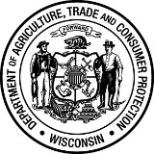 DEPARTMENT OF AGRICULTURE, TRADE AND CONSUMER PROTECTION
FORWARD
• WISCONSIN •